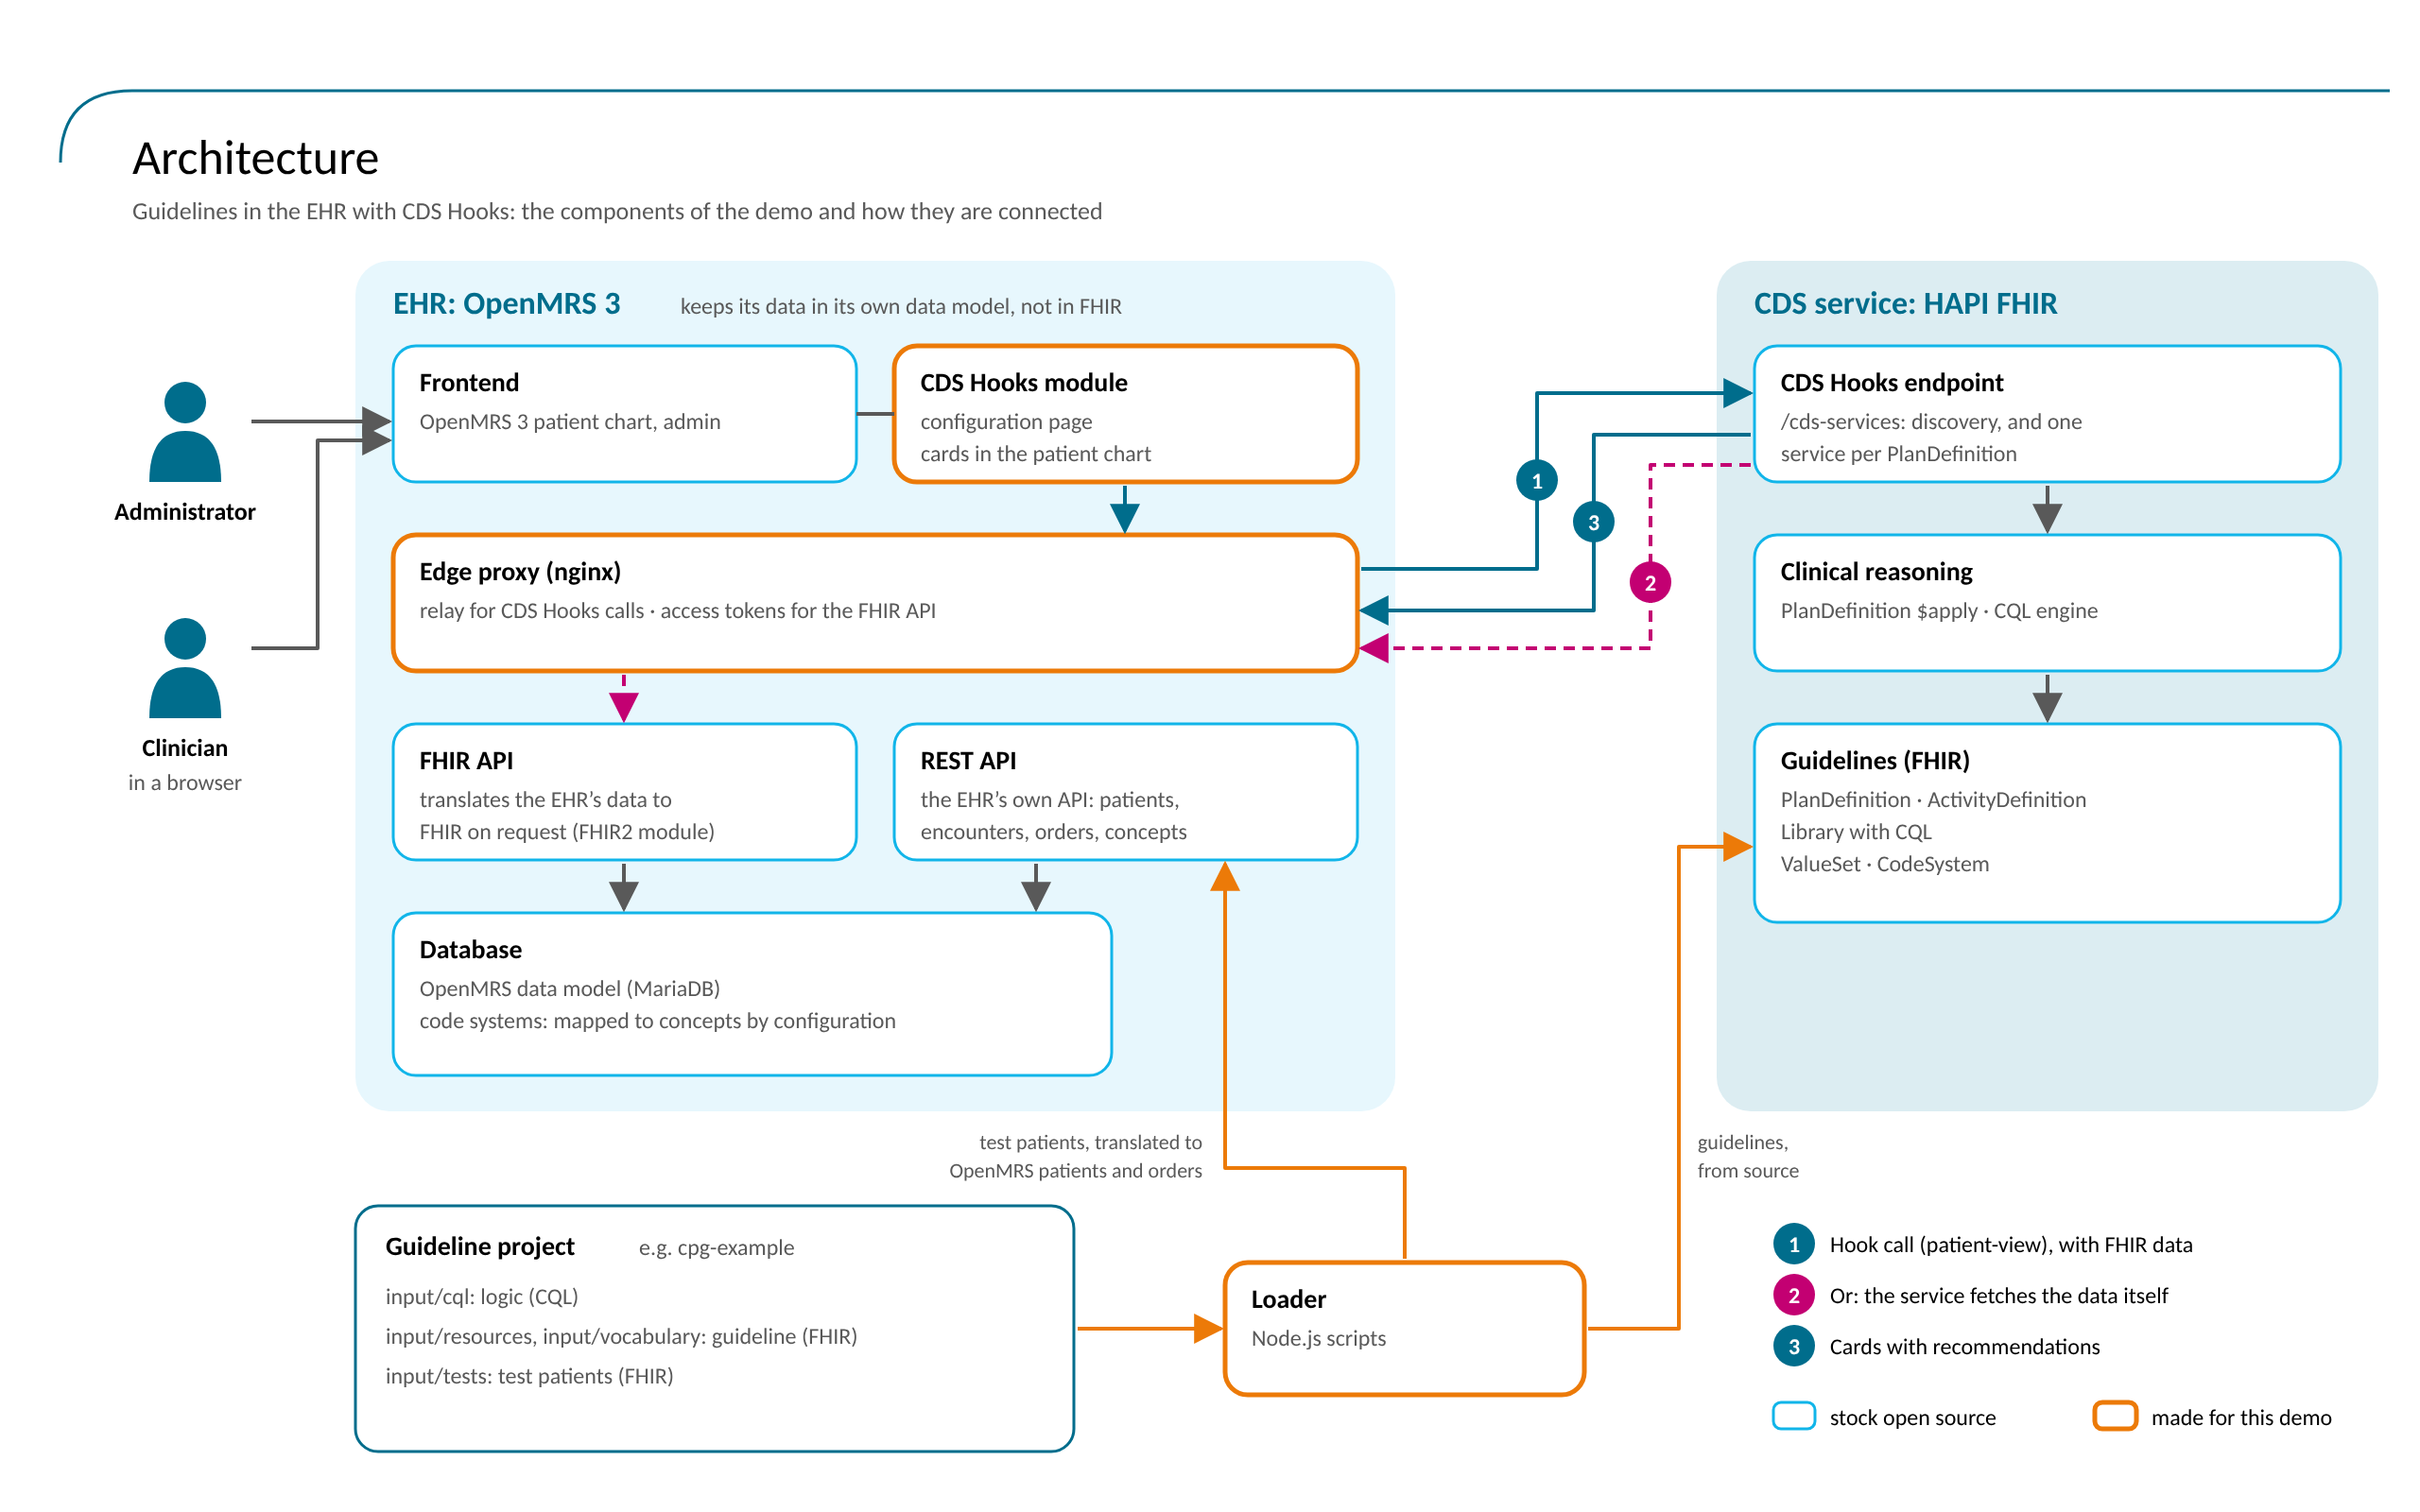 Architecture
Guidelines in the EHR with CDS Hooks: the components of the demo and how they are connected
EHR: OpenMRS 3
keeps its data in its own data model, not in FHIR
Frontend
OpenMRS 3 patient chart, admin
CDS Hooks module
configuration page
cards in the patient chart
Administrator
Clinician
in a browser
Edge proxy (nginx)
relay for CDS Hooks calls · access tokens for the FHIR API
FHIR API
translates the EHR’s data to
FHIR on request (FHIR2 module)
REST API
the EHR’s own API: patients,
encounters, orders, concepts
Database
OpenMRS data model (MariaDB)
code systems: mapped to concepts by configuration
1
3
2
CDS service: HAPI FHIR
CDS Hooks endpoint
/cds-services: discovery, and one
service per PlanDefinition
Clinical reasoning
PlanDefinition $apply · CQL engine
Guidelines (FHIR)
PlanDefinition · ActivityDefinition
Library with CQL
ValueSet · CodeSystem
test patients, translated to
OpenMRS patients and orders
guidelines,
from source
Guideline project
e.g. cpg-example
input/cql: logic (CQL)
input/resources, input/vocabulary: guideline (FHIR)
input/tests: test patients (FHIR)
Loader
Node.js scripts
1 Hook call (patient-view), with FHIR data
2 Or: the service fetches the data itself
3 Cards with recommendations
stock open source
made for this demo